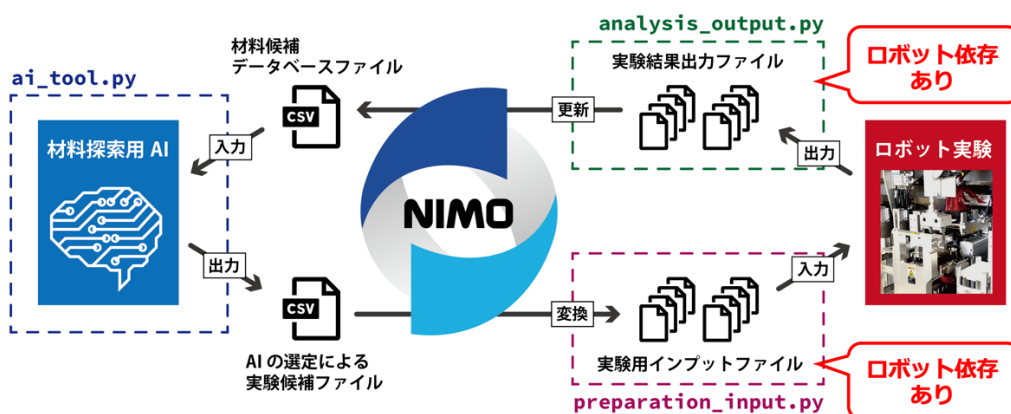 analysis_output.py
材料候補
データベースファイル
実験結果出力ファイル
ロボット依存
あり
ai_tool.py
CSV
更新
入力
出力
材料探索用 AI
ロボット実験
NIMO
出力
入力
CSV
変換
AI の選定による
実験候補ファイル
実験用インプットファイル
ロボット依存
あり
preparation_input.py